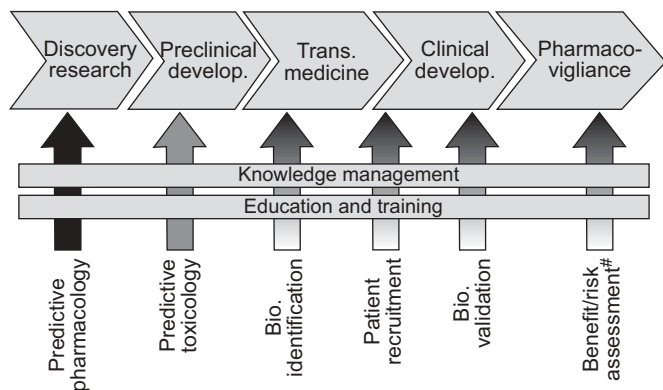 Discovery
research
Preclinical
develop.
Trans.
medicine
Clinical
develop.
Pharmaco-
vigliance
Knowledge management
Education and training
Predictive
pharmacology
Predictive
toxicology
Bio.
identification
Patient
recruitment
Bio.
validation
Benefit/risk
assessment#